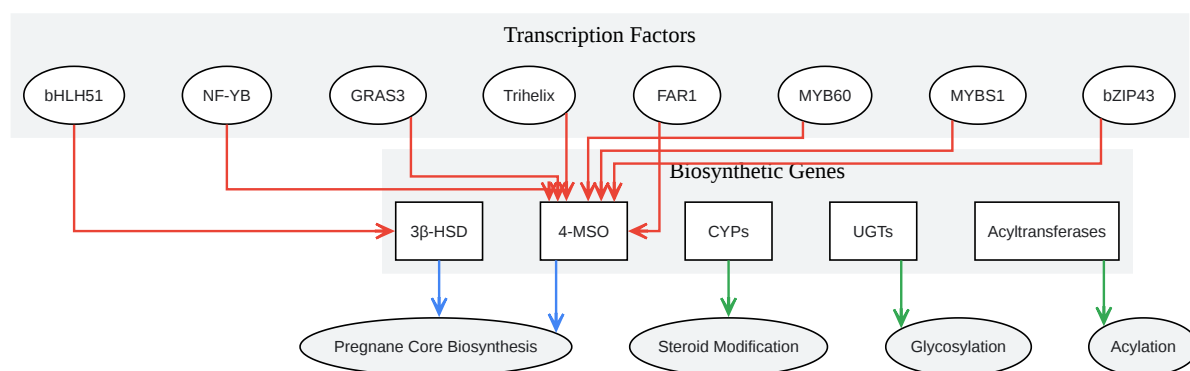 Transcription Factors
bHLH51
NF-YB
GRAS3
Trihelix
FAR1
MYB60
MYBS1
bZIP43
Biosynthetic Genes
3β-HSD
4-MSO
CYPs
UGTs
Acyltransferases
Pregnane Core Biosynthesis
Steroid Modification
Glycosylation
Acylation